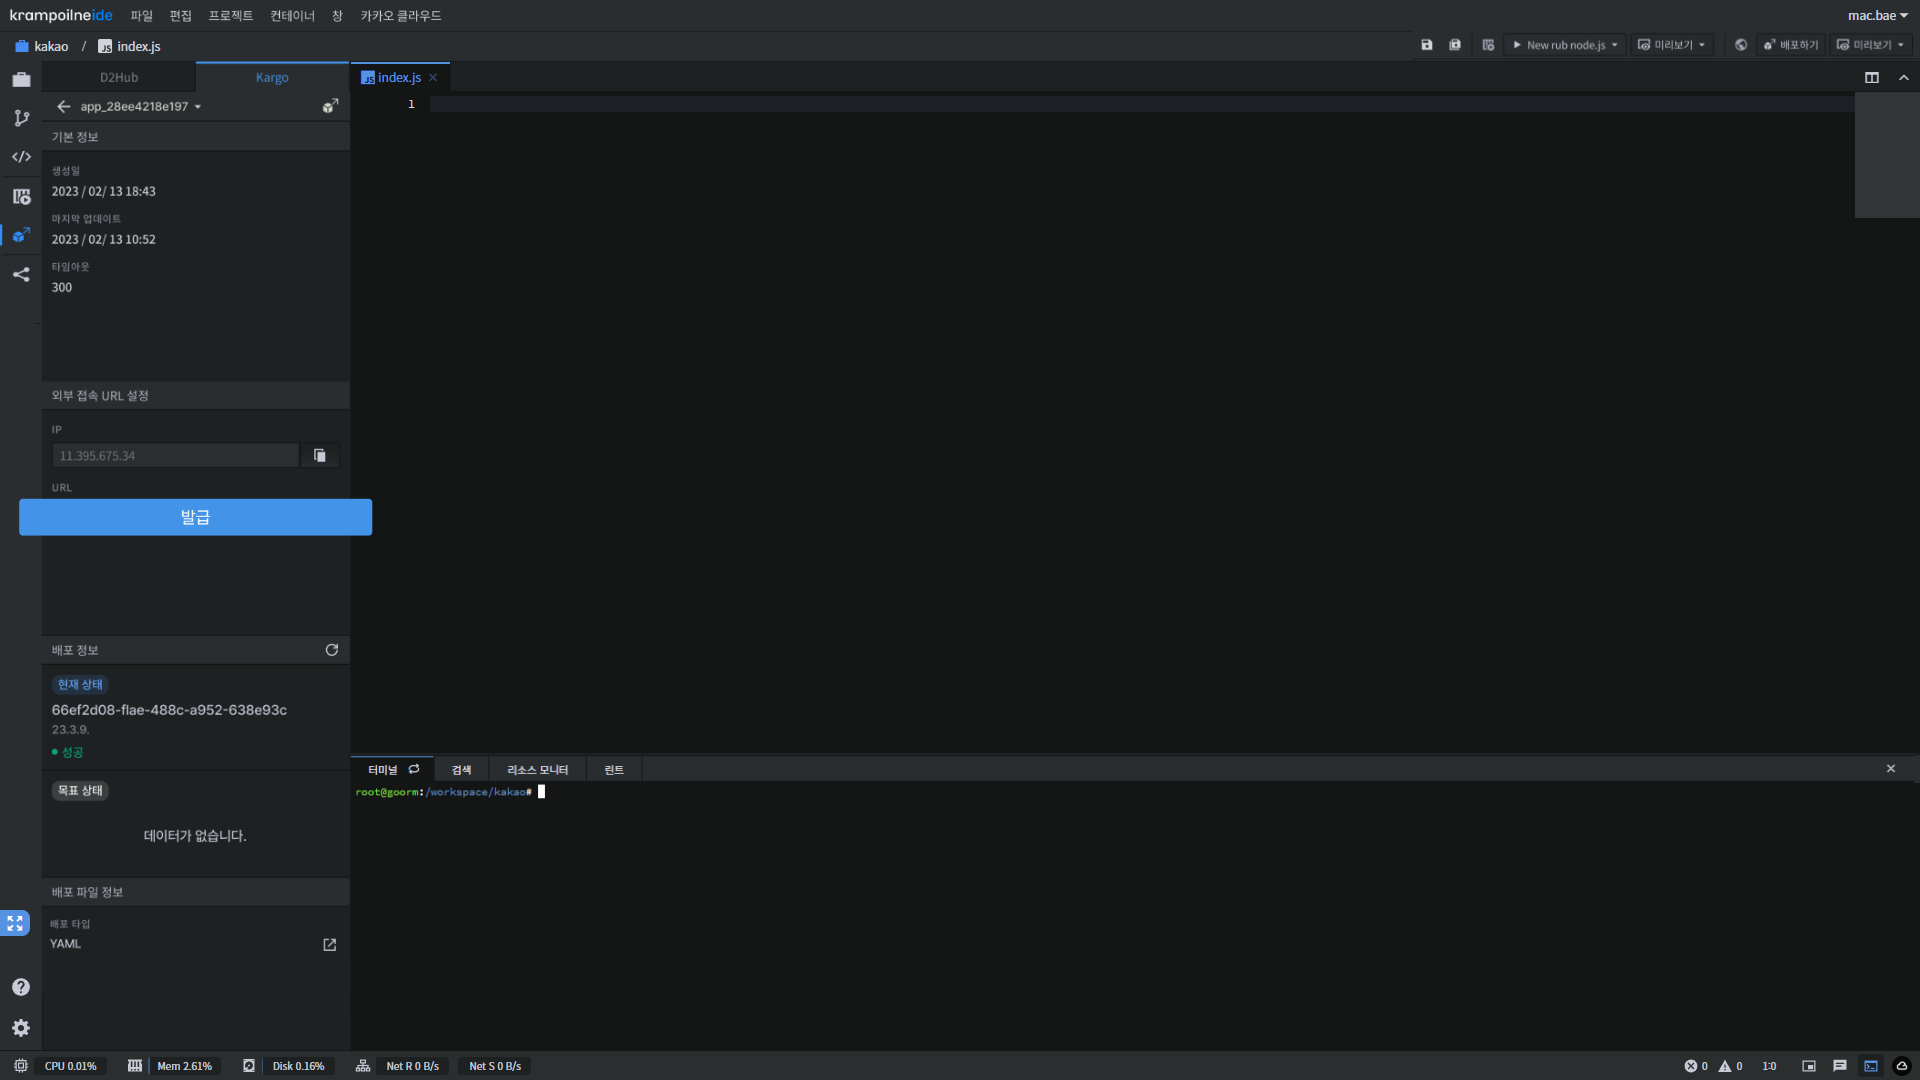 krampoilneide 파일 편집 프로젝트 컨테이너 창 카카오 클라우드 mac.bae
kakao / index.js New rub node.js 미리보기 배포하기 미리보기
D2Hub Kargo index.js
app_28ee4218e197
1
기본 정보
생성일
2023 / 02/ 13 18:43
마지막 업데이트
2023 / 02/ 13 10:52
타임아웃
300
외부 접속 URL 설정
IP
11.395.675.34
URL
발급
배포 정보
현재 상태
66ef2d08-flae-488c-a952-638e93c
23.3.9.
성공
목표 상태
데이터가 없습니다.
배포 파일 정보
배포 타입
YAML
터미널 검색 리소스 모니터 린트
root@goorm:/workspace/kakao#
CPU 0.01% Mem 2.61% Disk 0.16% Net R 0 B/s Net S 0 B/s 0 0 1:0